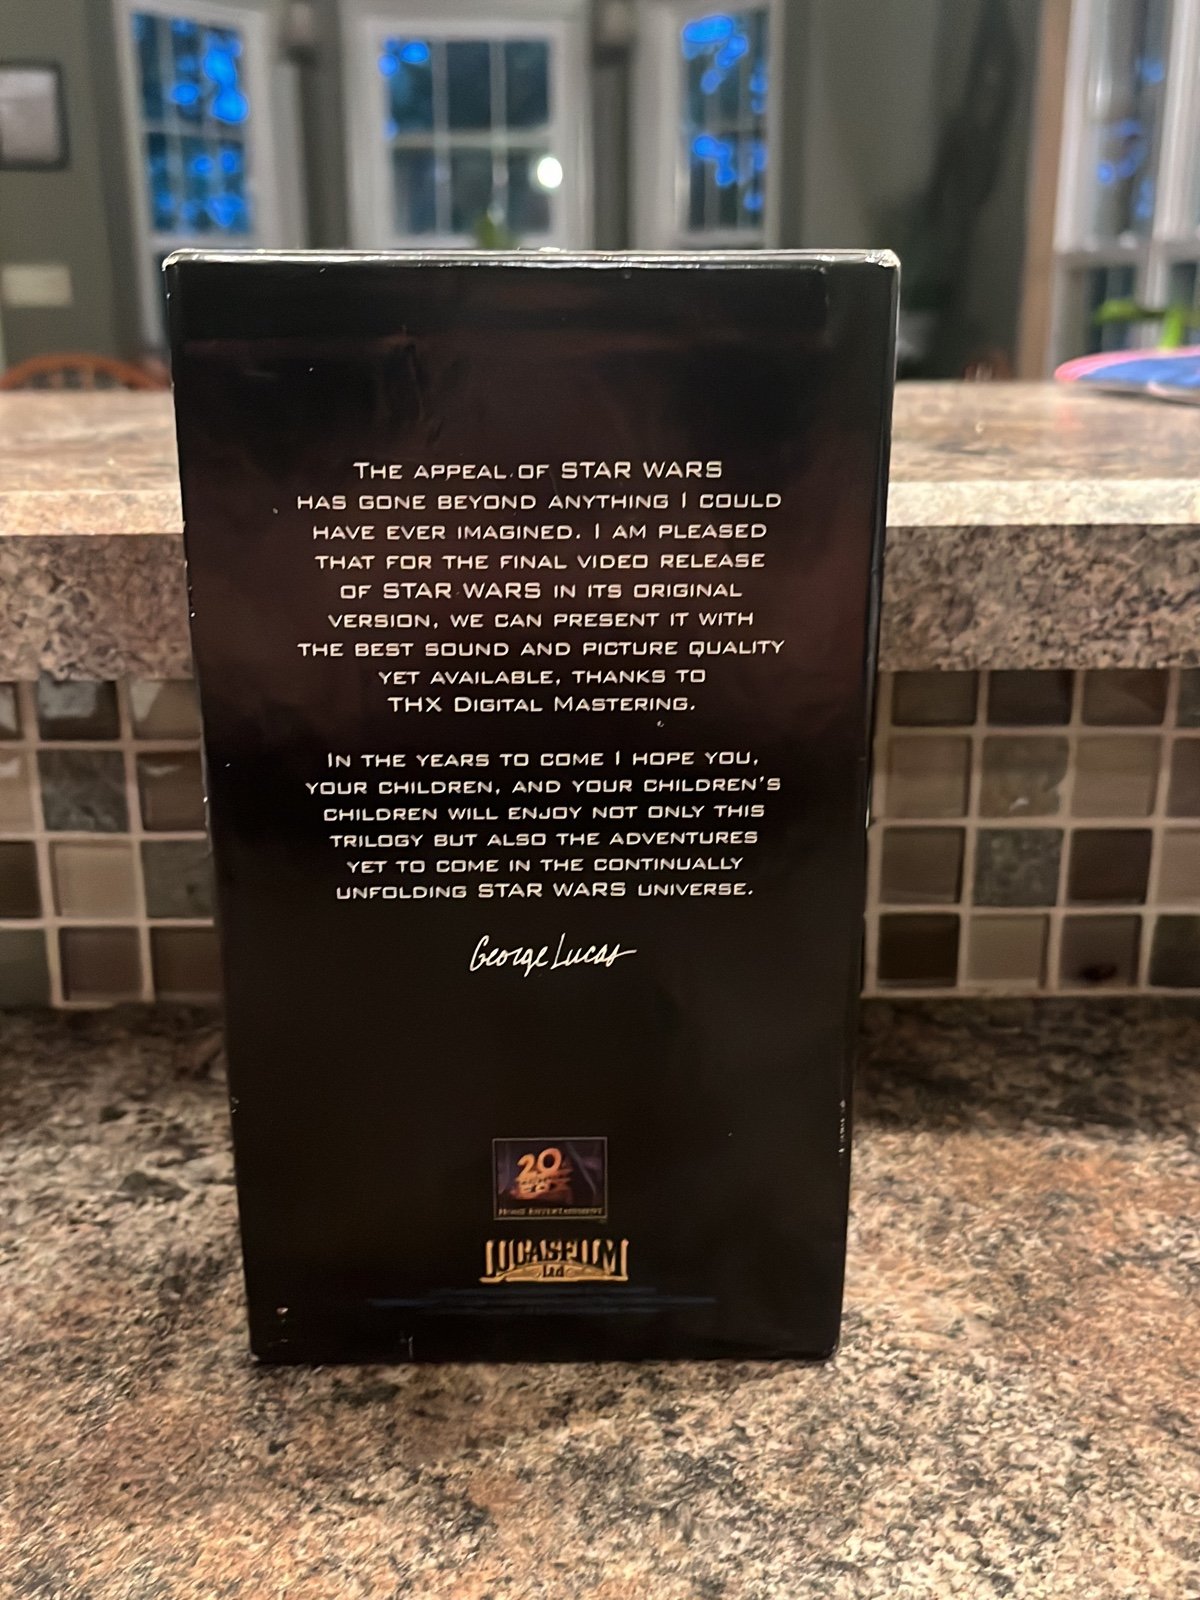 THE APPEAL OF STAR WARS
HAS GONE BEYOND ANYTHING I COULD
HAVE EVER IMAGINED. I AM PLEASED
THAT FOR THE FINAL VIDEO RELEASE
OF STAR WARS IN ITS ORIGINAL
VERSION, WE CAN PRESENT IT WITH
THE BEST SOUND AND PICTURE QUALITY
YET AVAILABLE, THANKS TO
THX DIGITAL MASTERING.
IN THE YEARS TO COME I HOPE YOU,
YOUR CHILDREN, AND YOUR CHILDREN'S
CHILDREN WILL ENJOY NOT ONLY THIS
TRILOGY BUT ALSO THE ADVENTURES
YET TO COME IN THE CONTINUALLY
UNFOLDING STAR WARS UNIVERSE.
George Lucas
20
FOX
HOME ENTERTAINMENT
LUCASFILM
Ltd